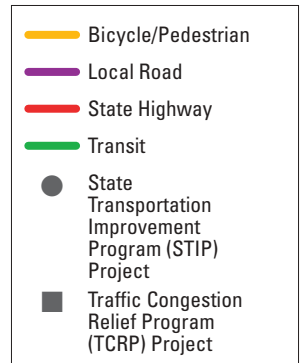 Bicycle/Pedestrian
Local Road
State Highway
Transit
State
Transportation
Improvement
Program (STIP)
Project
Traffic Congestion
Relief Program
(TCRP) Project